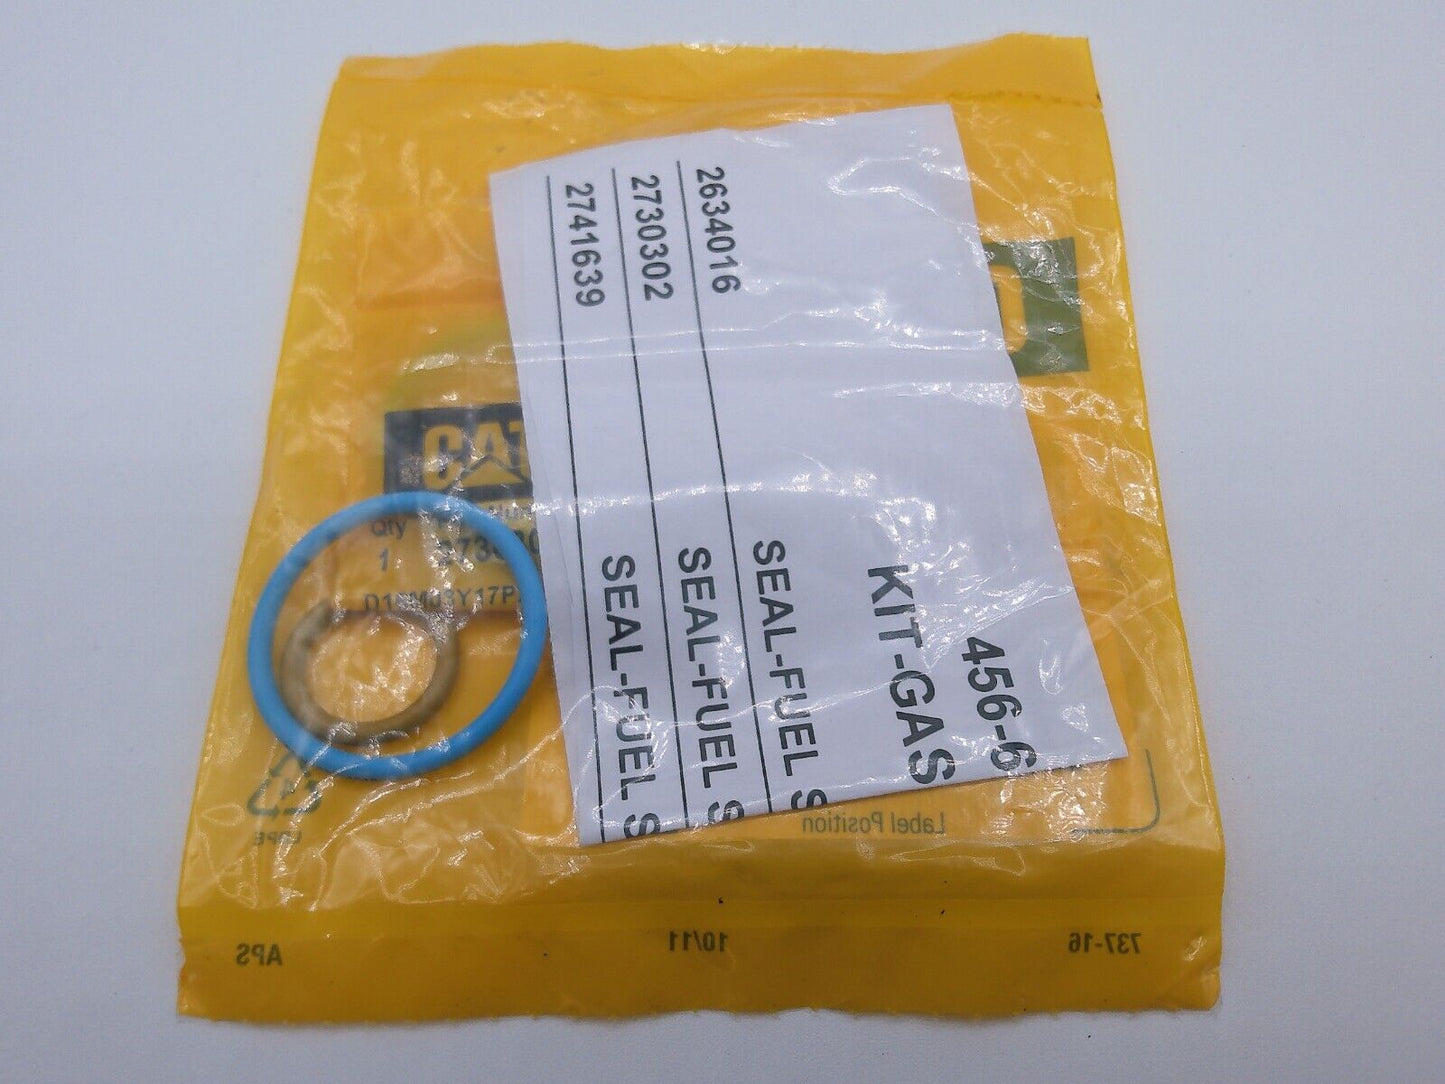 456-6
KIT-GAS
2634016 SEAL-FUEL S
2730302 SEAL-FUEL S
2741639 SEAL-FUEL S
CAT
Qty
1
Label Position
APS 10/11 737-16